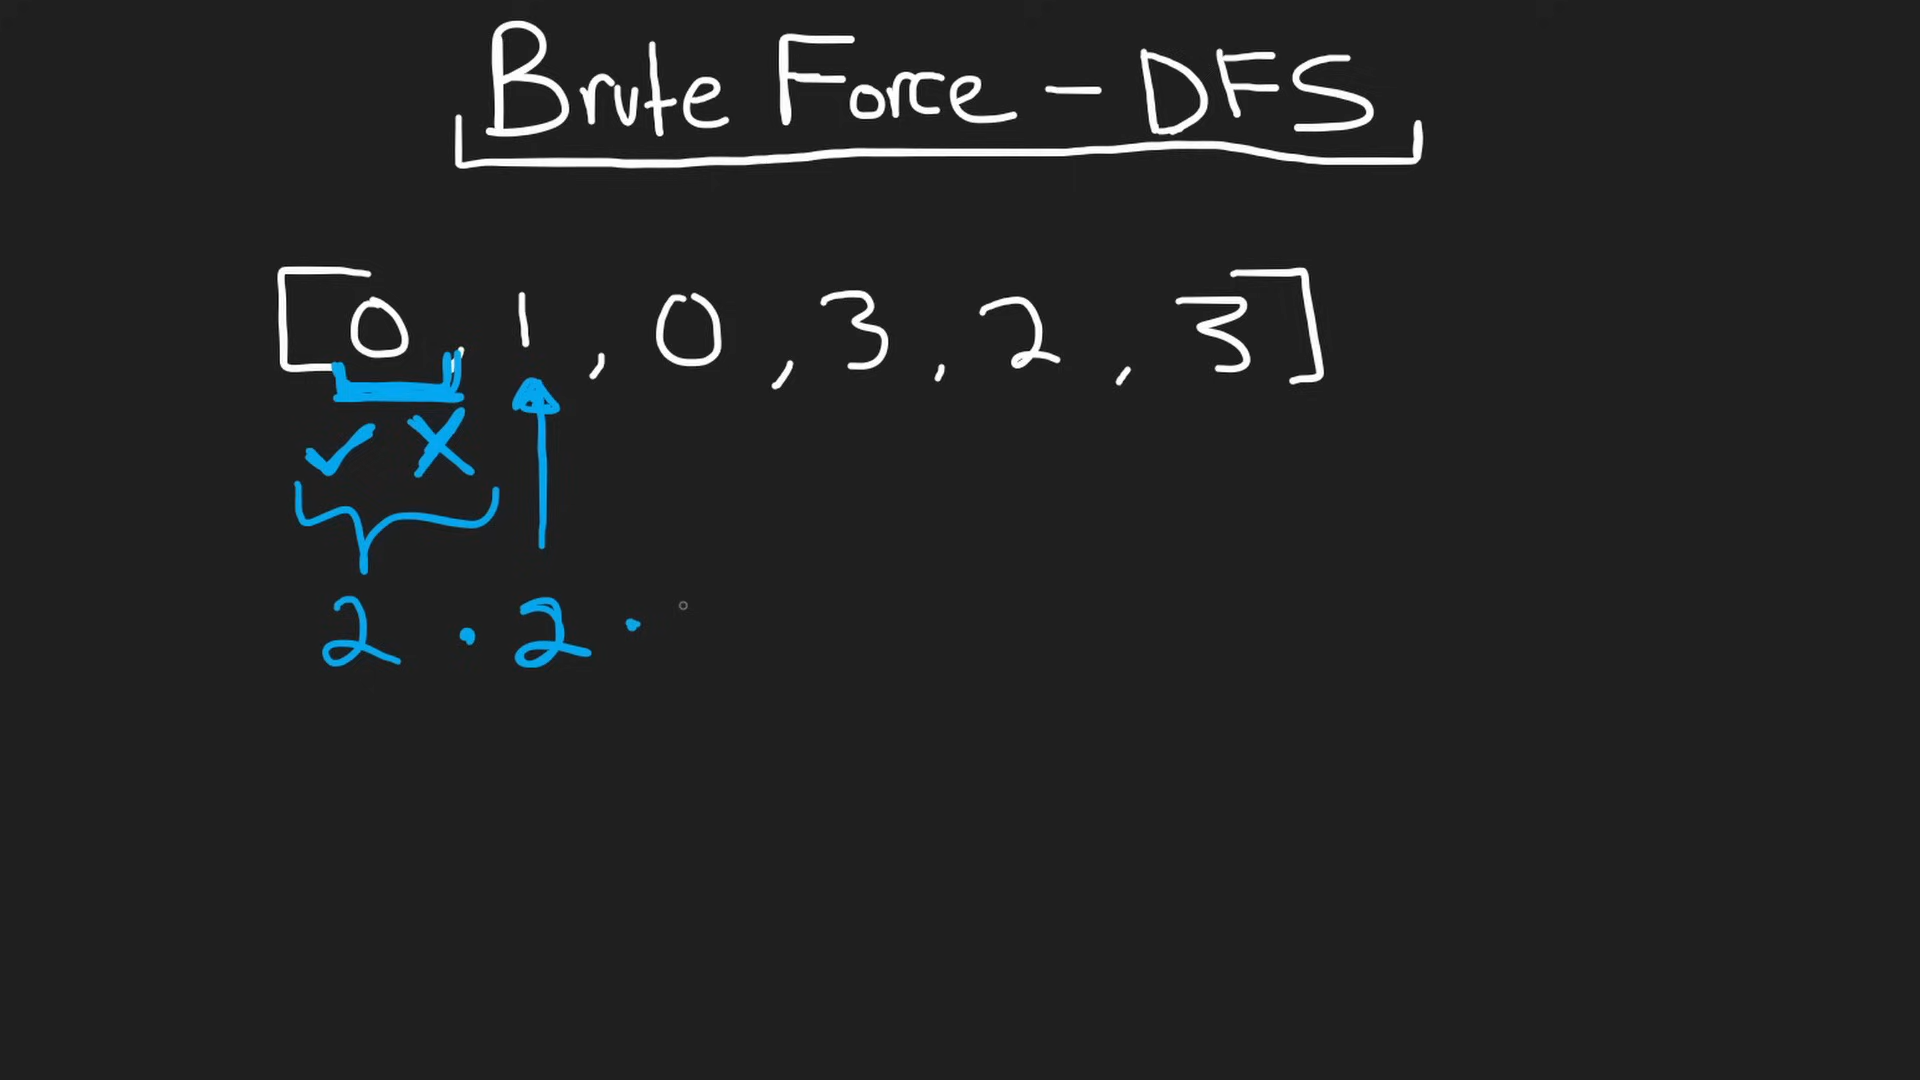 Brute Force - DFS
[0, 1, 0, 3, 2, 3]
✓ X
2 · 2 ·